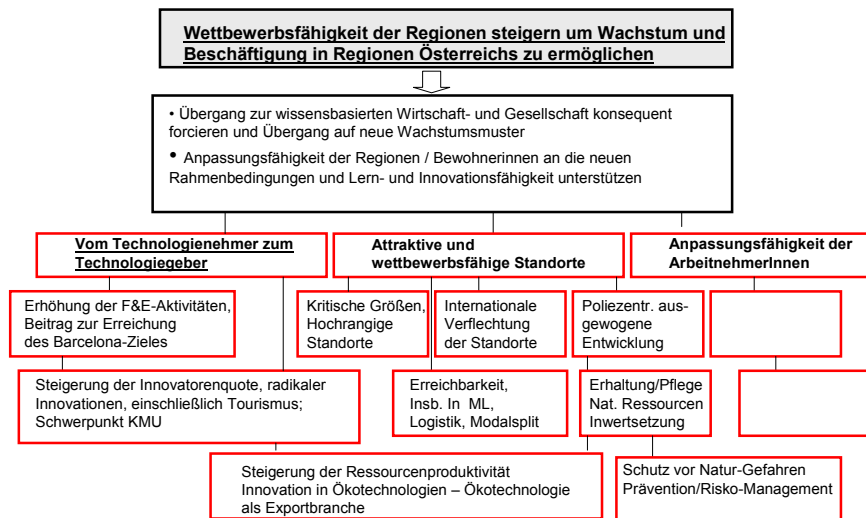 Wettbewerbsfähigkeit der Regionen steigern um Wachstum und
Beschäftigung in Regionen Österreichs zu ermöglichen
• Übergang zur wissensbasierten Wirtschaft- und Gesellschaft konsequent
forcieren und Übergang auf neue Wachstumsmuster
• Anpassungsfähigkeit der Regionen / Bewohnerinnen an die neuen
Rahmenbedingungen und Lern- und Innovationsfähigkeit unterstützen
Vom Technologienehmer zum
Technologiegeber
Attraktive und
wettbewerbsfähige Standorte
Anpassungsfähigkeit der
ArbeitnehmerInnen
Erhöhung der F&E-Aktivitäten,
Beitrag zur Erreichung
des Barcelona-Zieles
Kritische Größen,
Hochrangige
Standorte
Internationale
Verflechtung
der Standorte
Poliezentr. aus-
gewogene
Entwicklung
Steigerung der Innovatorenquote, radikaler
Innovationen, einschließlich Tourismus;
Schwerpunkt KMU
Erreichbarkeit,
Insb. In ML,
Logistik, Modalsplit
Erhaltung/Pflege
Nat. Ressourcen
Inwertsetzung
Steigerung der Ressourcenproduktivität
Innovation in Ökotechnologien – Ökotechnologie
als Exportbranche
Schutz vor Natur-Gefahren
Prävention/Risko-Management